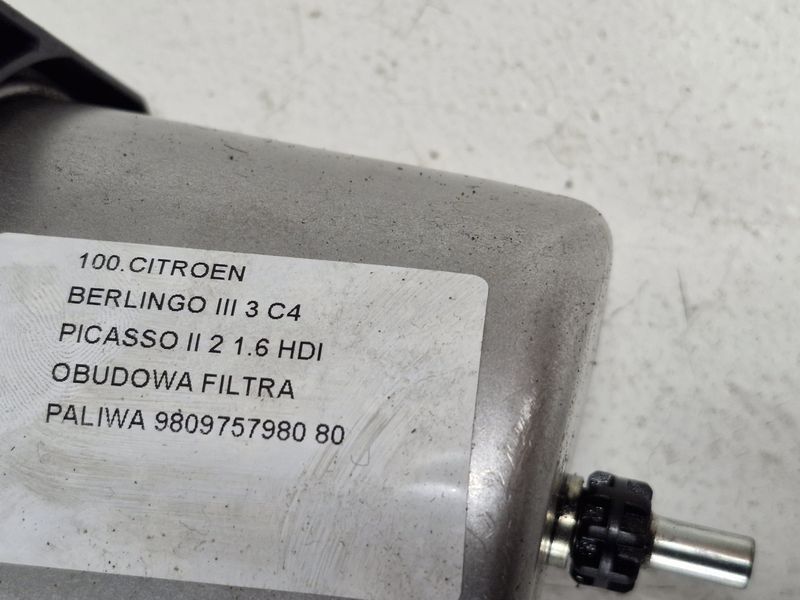 100.CITROEN
BERLINGO III 3 C4
PICASSO II 2 1.6 HDI
OBUDOWA FILTRA
PALIWA 9809757980 80